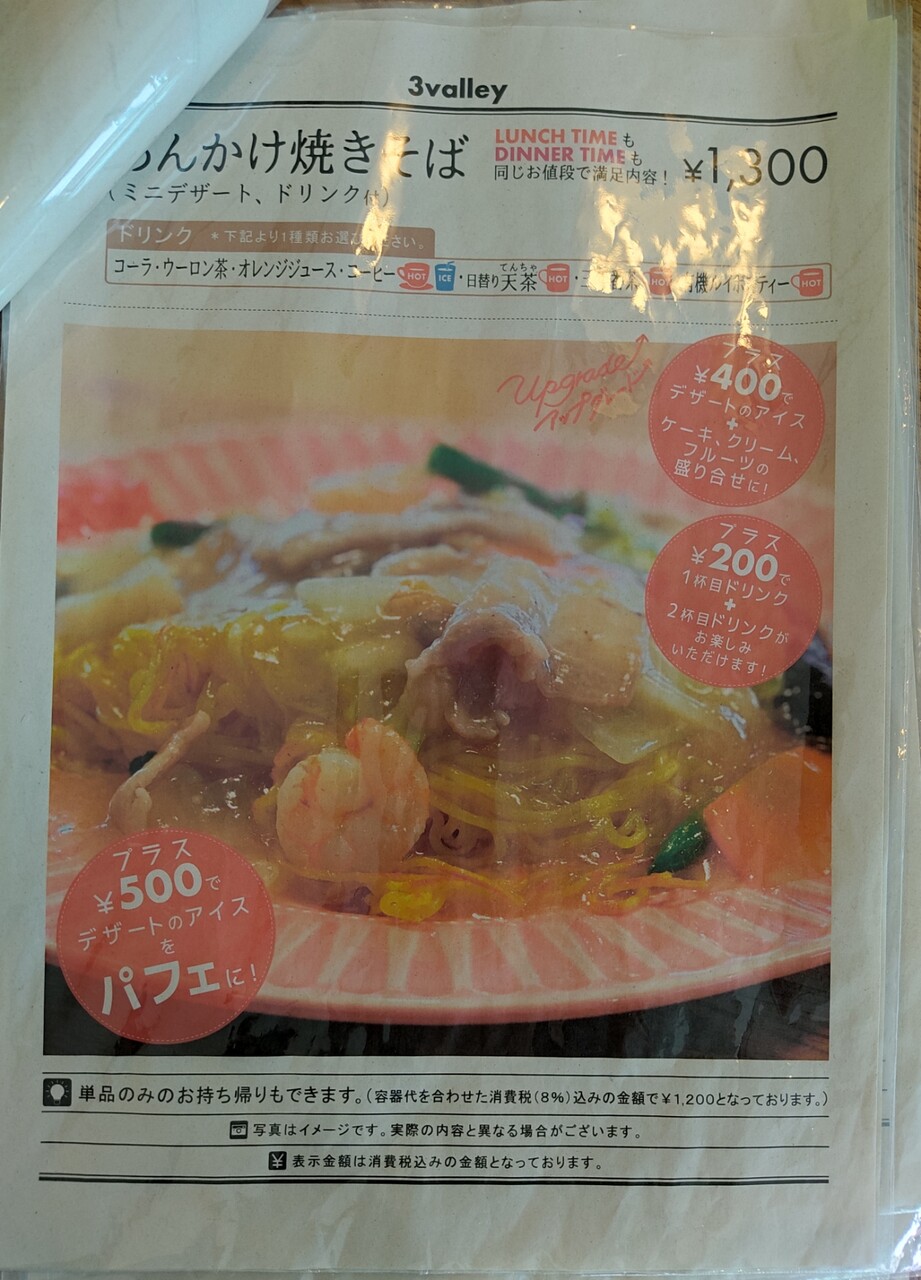 3valley
んかけ焼きそば
LUNCH TIMEも
DINNER TIMEも
同じお値段で満足内容！
¥1,300
（ミニデザート、ドリンク付）
ドリンク ＊下記より1種類お選びください。
てんちゃ
コーラ・ウーロン茶・オレンジジュース・コーヒー HOT ICE ・日替り天茶 HOT ・ HOT 有機ルイボスティー HOT
Upgrade
アップグレード
プラス
¥400で
デザートのアイス
+
ケーキ、クリーム、
フルーツの
盛り合せに！
プラス
¥200で
1杯目ドリンク
+
2杯目ドリンクが
お楽しみ
いただけます！
プラス
¥500で
デザートのアイス
を
パフェに！
単品のみのお持ち帰りもできます。（容器代を合わせた消費税（8%）込みの金額で¥1,200となっております。）
写真はイメージです。実際の内容と異なる場合がございます。
¥ 表示金額は消費税込みの金額となっております。